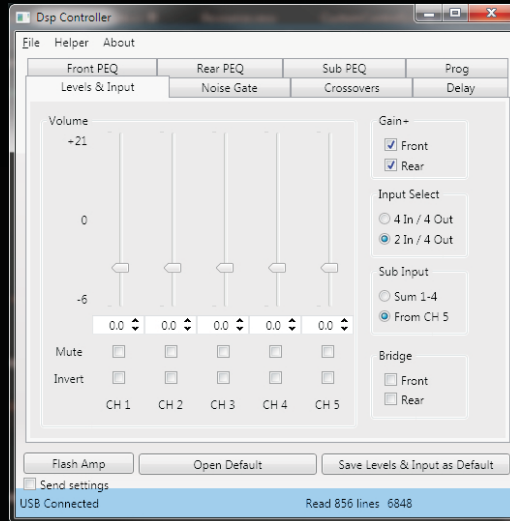 Dsp Controller
File Helper About
Front PEQ Rear PEQ Sub PEQ Prog
Levels & Input Noise Gate Crossovers Delay
Volume
+21
0
-6
0.0 0.0 0.0 0.0 0.0
Mute
Invert
CH 1 CH 2 CH 3 CH 4 CH 5
Gain+
Front
Rear
Input Select
4 In / 4 Out
2 In / 4 Out
Sub Input
Sum 1-4
From CH 5
Bridge
Front
Rear
Flash Amp Open Default Save Levels & Input as Default
Send settings
USB Connected Read 856 lines 6848